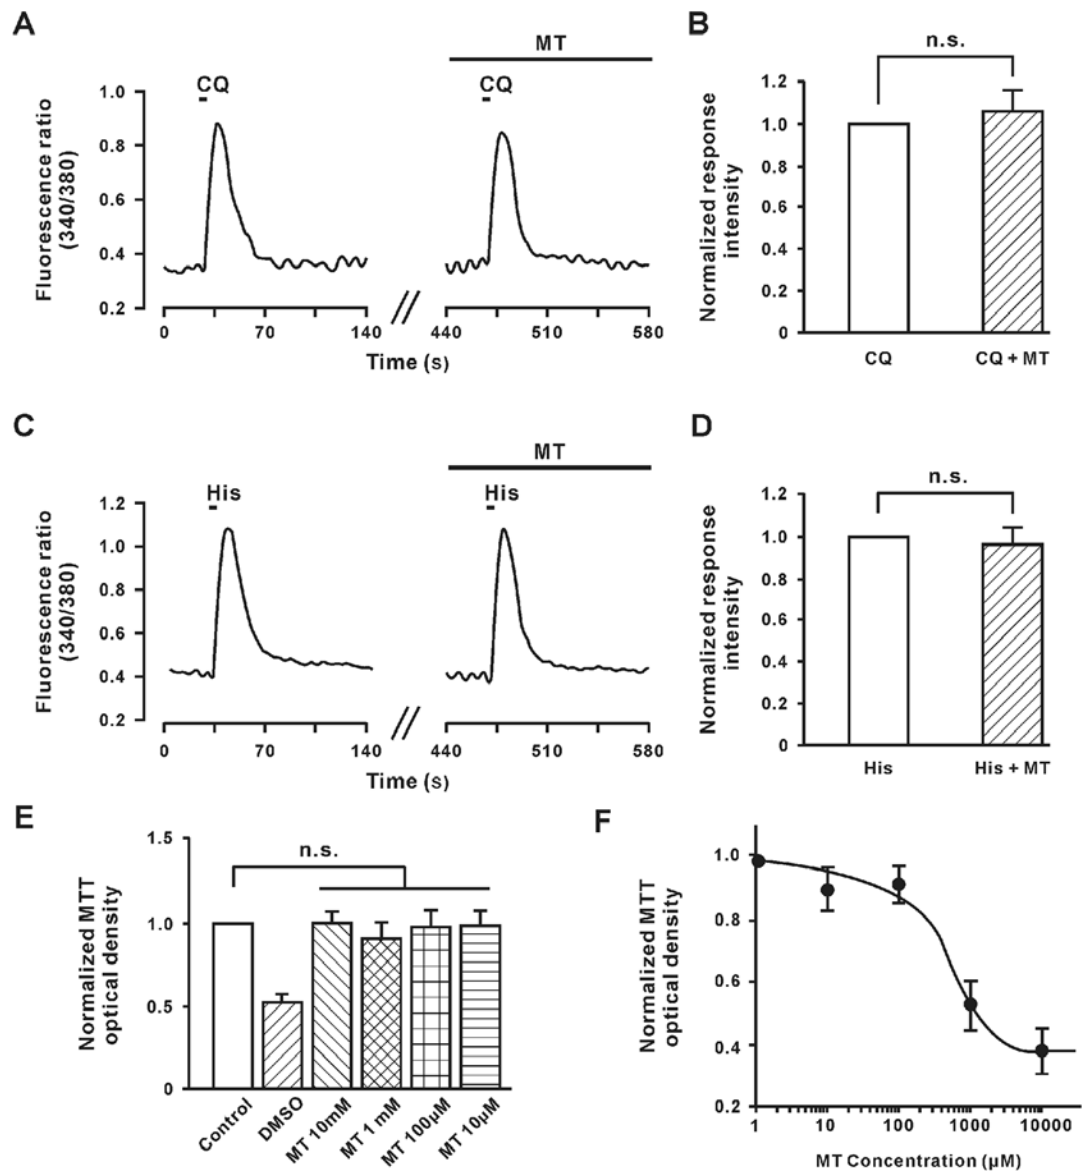 A
MT
CQ
CQ
Fluorescence ratio
(340/380)
1.0
0.8
0.6
0.4
0.2
0
70
140
440
510
580
Time (s)
B
n.s.
Normalized response
intensity
1.2
1.0
0.8
0.6
0.4
0.2
0
CQ
CQ + MT
C
MT
His
His
Fluorescence ratio
(340/380)
1.2
1.0
0.8
0.6
0.4
0.2
0
70
140
440
510
580
Time (s)
D
n.s.
Normalized response
intensity
1.2
1.0
0.8
0.6
0.4
0.2
0
His
His + MT
E
n.s.
Normalized MTT
optical density
1.5
1.0
0.5
0
Control
DMSO
MT 10mM
MT 1 mM
MT 100μM
MT 10μM
F
Normalized MTT
optical density
1.0
0.8
0.6
0.4
0.2
1
10
100
1000
10000
MT Concentration (μM)